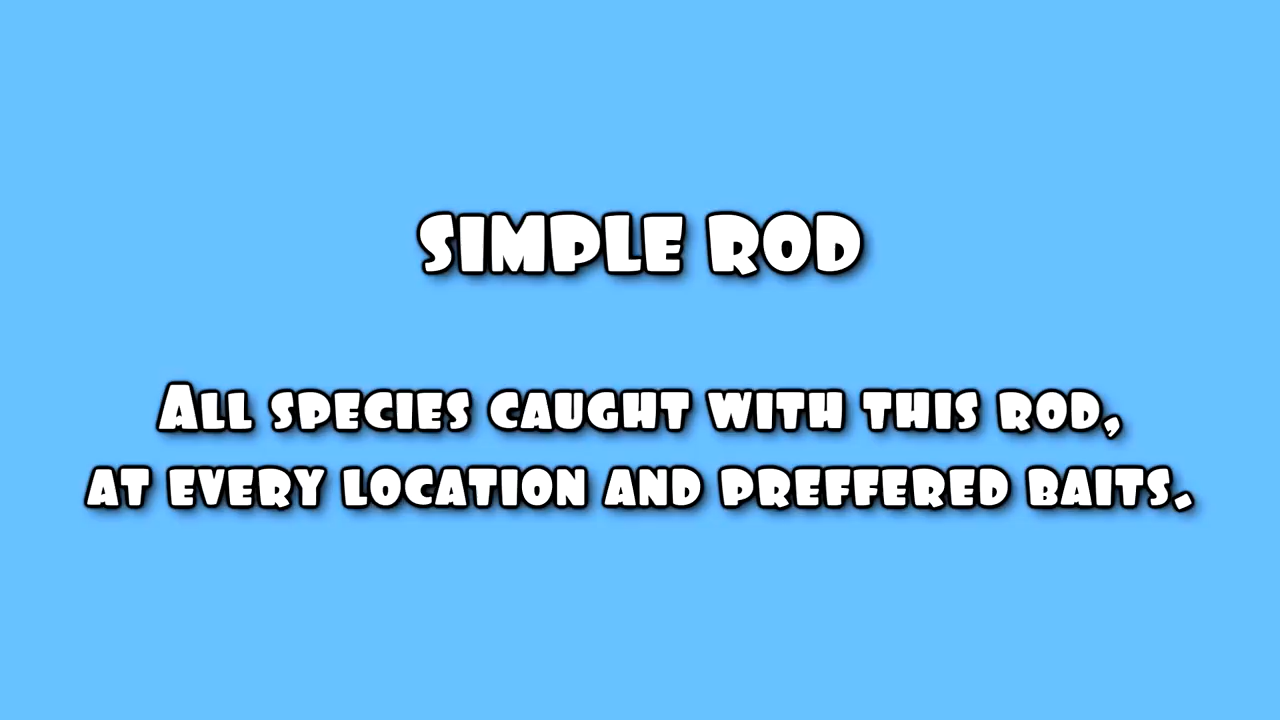 SIMPLE ROD
All species caught with this rod,
at every location and preffered baits.